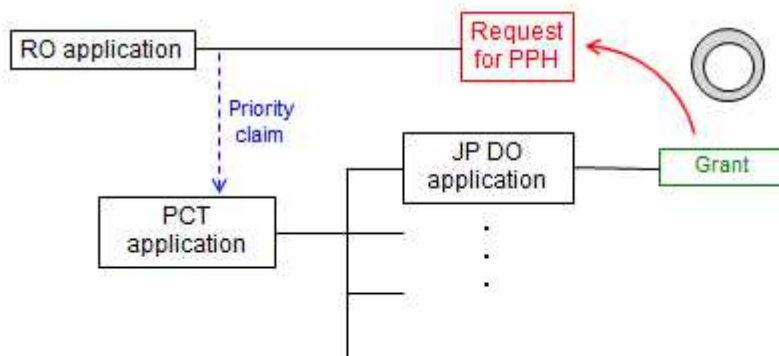 RO application
Request
for PPH
Priority
claim
JP DO
application
Grant
PCT
application